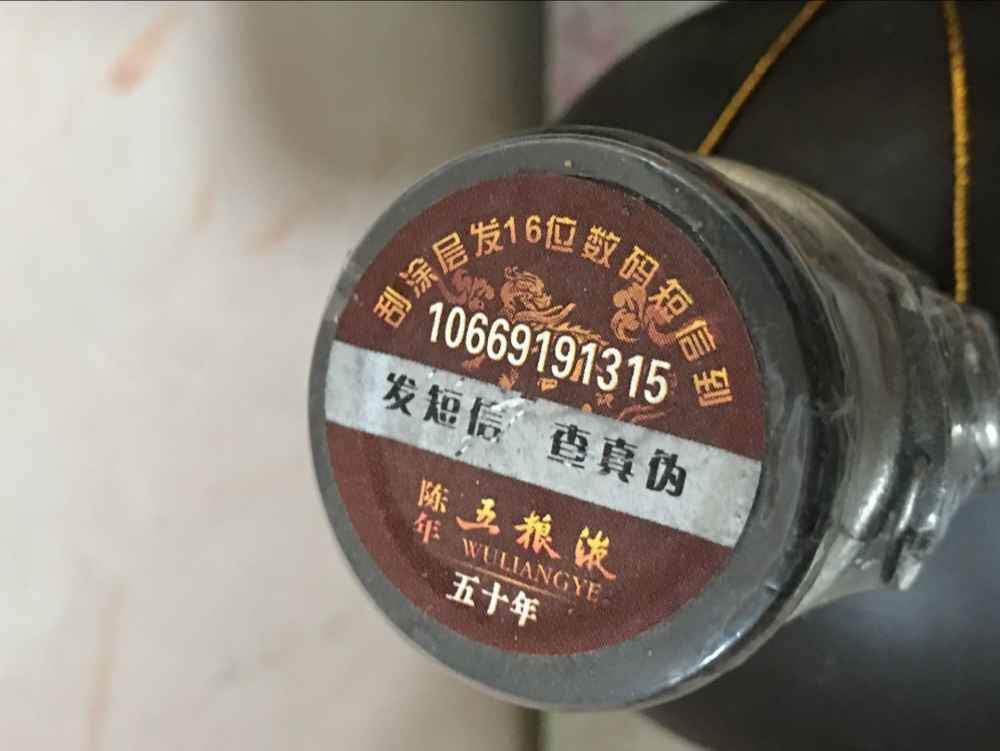 刮涂层发16位数码短信到
10669191315
发短信 查真伪
陈年 五粮液
WULIANGYE
五十年